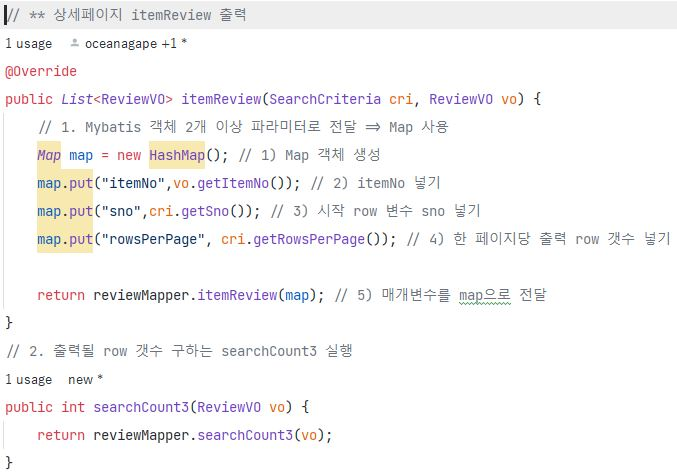 // ** 상세페이지 itemReview 출력
1 usage oceanagape +1 *
@Override
public List<ReviewVO> itemReview(SearchCriteria cri, ReviewVO vo) {
// 1. Mybatis 객체 2개 이상 파라미터로 전달 => Map 사용
Map map = new HashMap(); // 1) Map 객체 생성
map.put("itemNo",vo.getItemNo()); // 2) itemNo 넣기
map.put("sno",cri.getSno()); // 3) 시작 row 변수 sno 넣기
map.put("rowsPerPage", cri.getRowsPerPage()); // 4) 한 페이지당 출력 row 갯수 넣기
return reviewMapper.itemReview(map); // 5) 매개변수를 map으로 전달
}
// 2. 출력될 row 갯수 구하는 searchCount3 실행
1 usage new *
public int searchCount3(ReviewVO vo) {
return reviewMapper.searchCount3(vo);
}